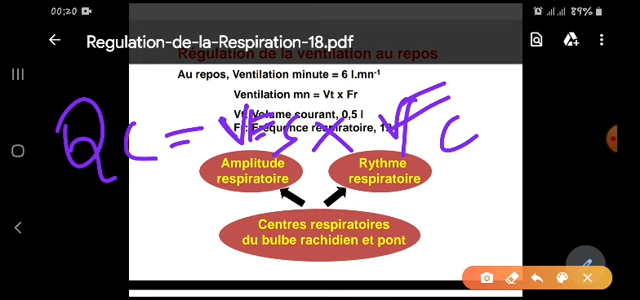 00:20
89%
Regulation-de-la-Respiration-18.pdf
Régulation de la ventilation au repos
Au repos, Ventilation minute = 6 l.mn⁻¹
Ventilation mn = Vt x Fr
Vt: Volume courant, 0,5 l
Fr: Fréquence respiratoire, 12
Qc = VES x Fc
Amplitude respiratoire
Rythme respiratoire
Centres respiratoires
du bulbe rachidien et pont